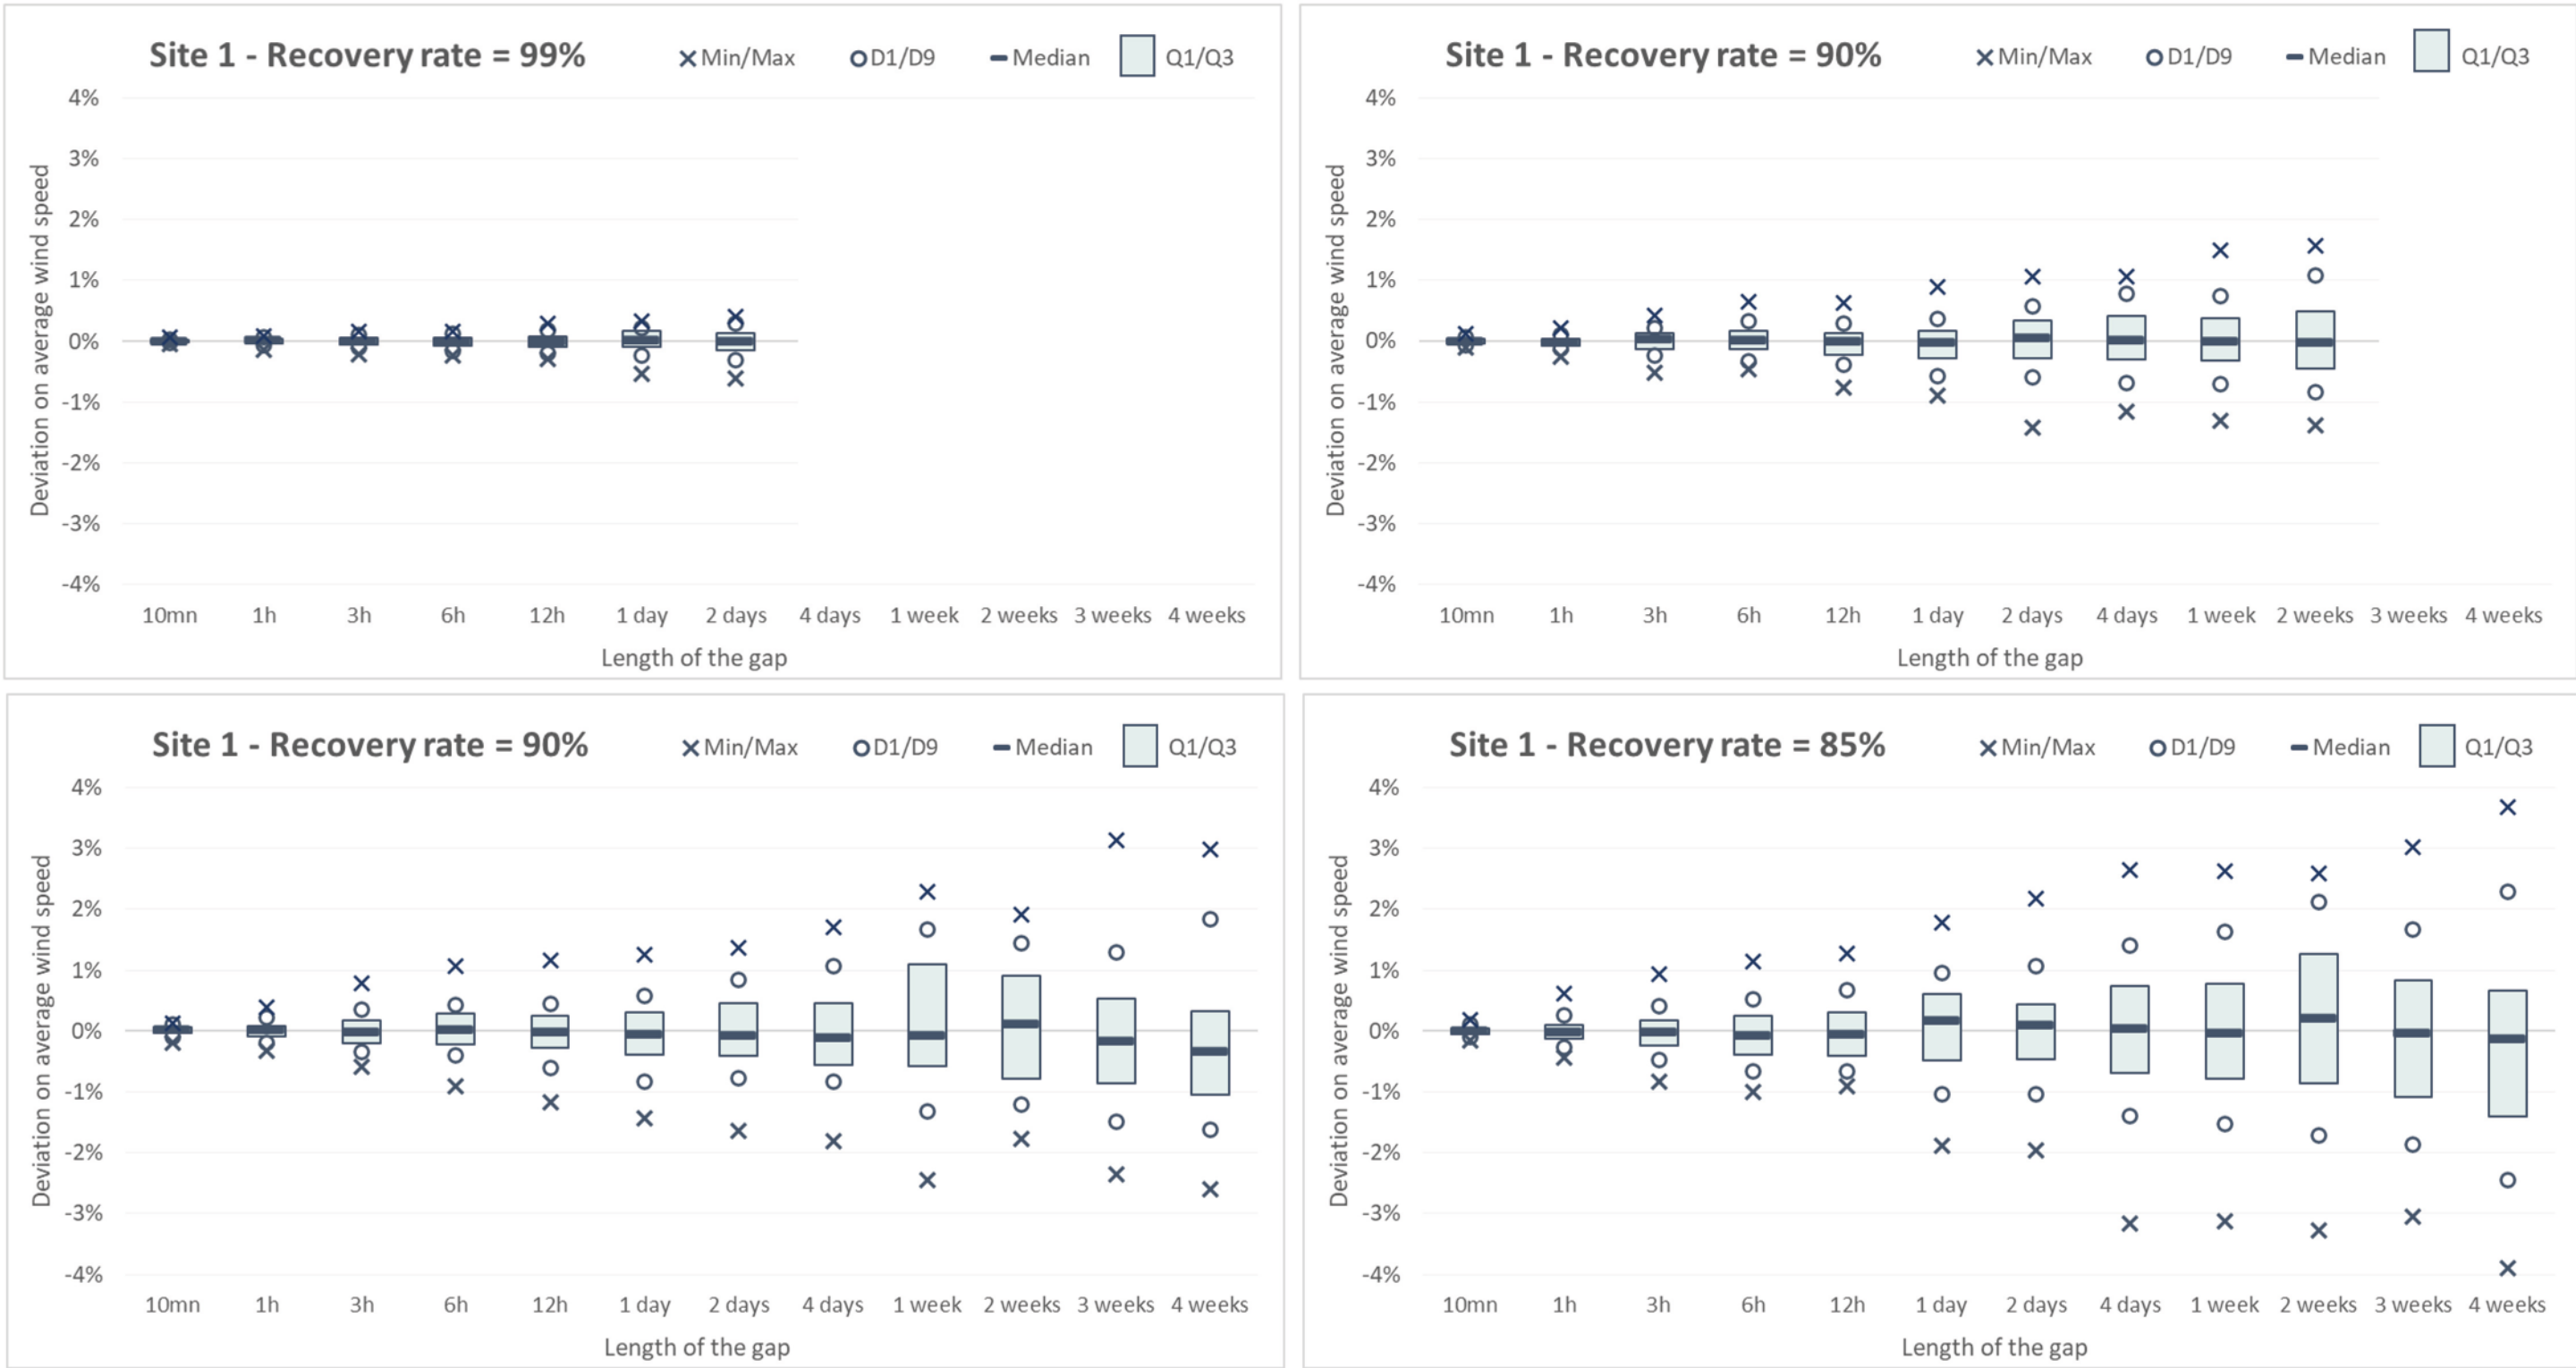 Site 1 - Recovery rate = 99%
Min/Max D1/D9 Median Q1/Q3
4%
3%
2%
1%
0%
-1%
-2%
-3%
-4%
Deviation on average wind speed
10mn 1h 3h 6h 12h 1 day 2 days 4 days 1 week 2 weeks 3 weeks 4 weeks
Length of the gap
Site 1 - Recovery rate = 90%
Min/Max D1/D9 Median Q1/Q3
4%
3%
2%
1%
0%
-1%
-2%
-3%
-4%
Deviation on average wind speed
10mn 1h 3h 6h 12h 1 day 2 days 4 days 1 week 2 weeks 3 weeks 4 weeks
Length of the gap
Site 1 - Recovery rate = 90%
Min/Max D1/D9 Median Q1/Q3
4%
3%
2%
1%
0%
-1%
-2%
-3%
-4%
Deviation on average wind speed
10mn 1h 3h 6h 12h 1 day 2 days 4 days 1 week 2 weeks 3 weeks 4 weeks
Length of the gap
Site 1 - Recovery rate = 85%
Min/Max D1/D9 Median Q1/Q3
4%
3%
2%
1%
0%
-1%
-2%
-3%
-4%
Deviation on average wind speed
10mn 1h 3h 6h 12h 1 day 2 days 4 days 1 week 2 weeks 3 weeks 4 weeks
Length of the gap